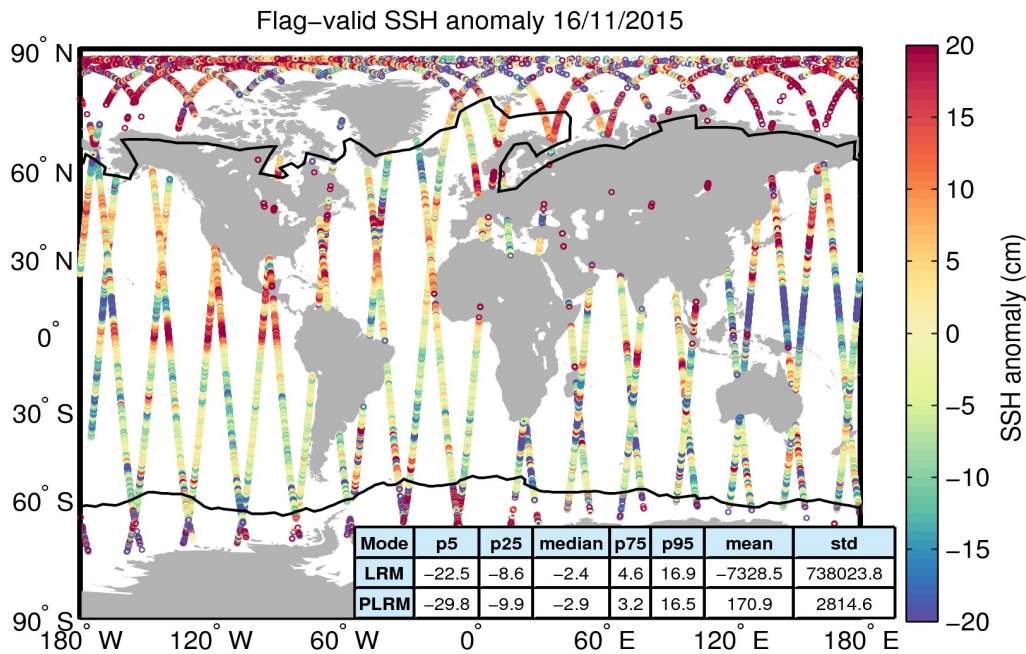 Flag−valid SSH anomaly 16/11/2015
90° N
60° N
30° N
0°
30° S
60° S
90° S
180° W 120° W 60° W 0° 60° E 120° E 180° E
20
15
10
5
0
−5
−10
−15
−20
SSH anomaly (cm)
Mode p5 p25 median p75 p95 mean std
LRM −22.5 −8.6 −2.4 4.6 16.9 −7328.5 738023.8
PLRM −29.8 −9.9 −2.9 3.2 16.5 170.9 2814.6